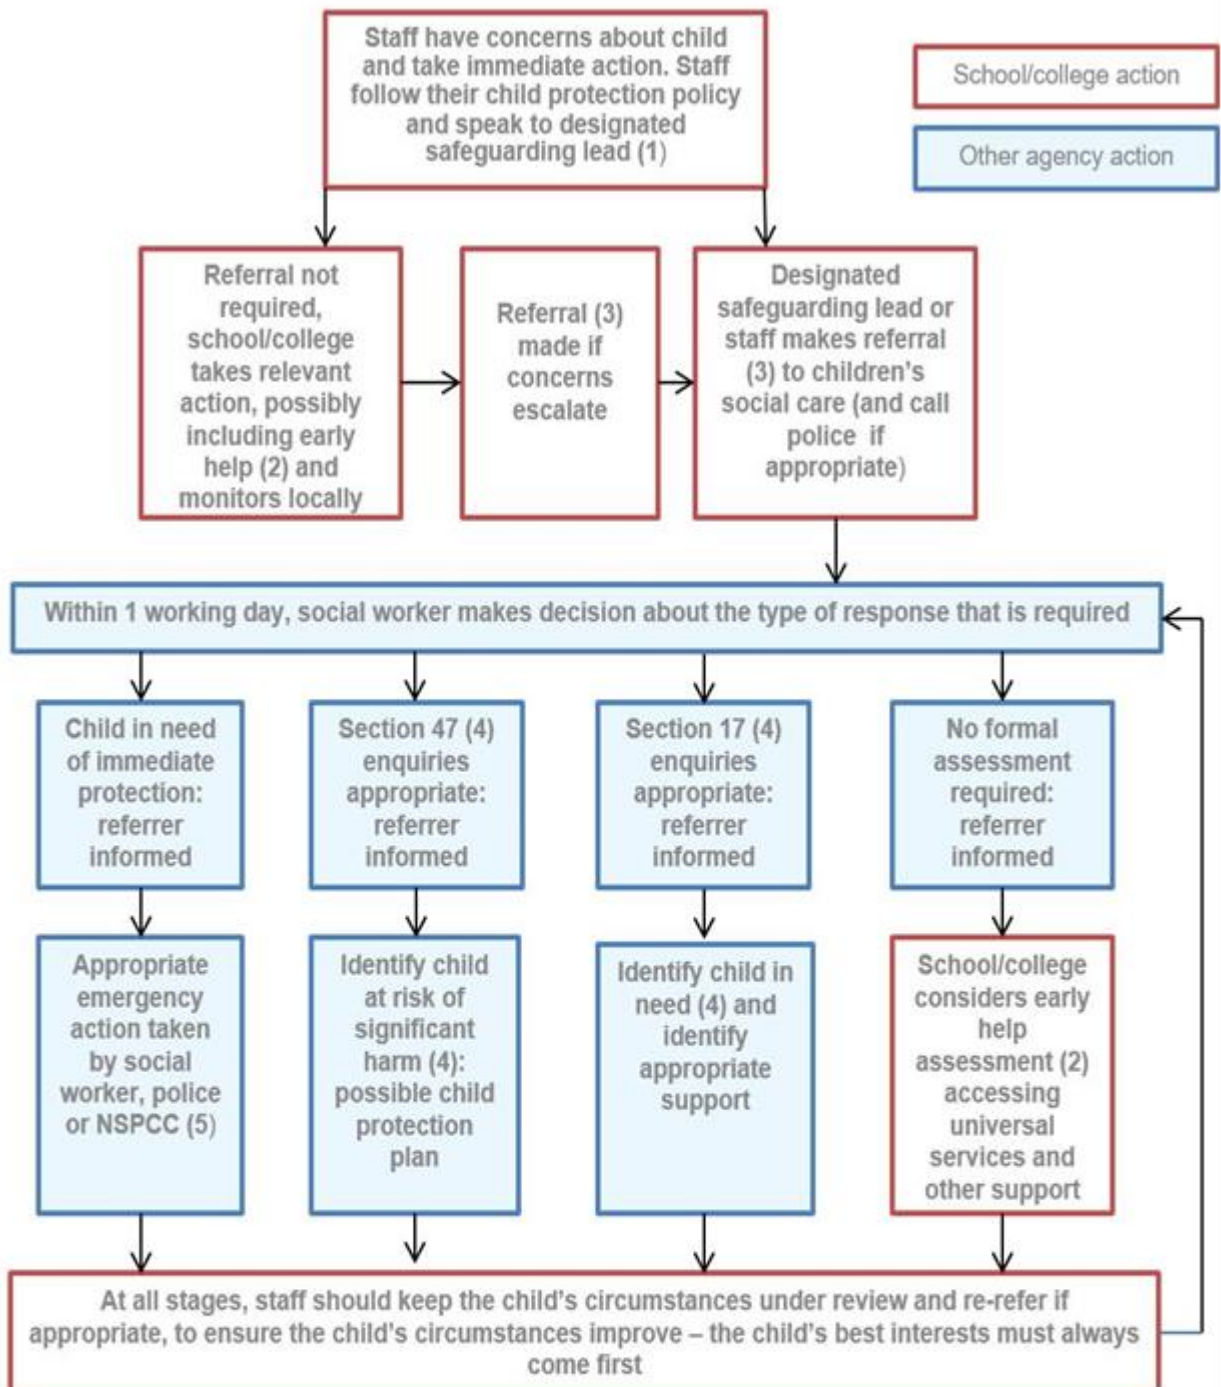 Staff have concerns about child
and take immediate action. Staff
follow their child protection policy
and speak to designated
safeguarding lead (1)
School/college action
Other agency action
Referral not
required,
school/college
takes relevant
action, possibly
including early
help (2) and
monitors locally
Referral (3)
made if
concerns
escalate
Designated
safeguarding lead or
staff makes referral
(3) to children's
social care (and call
police if
appropriate)
Within 1 working day, social worker makes decision about the type of response that is required
Child in need
of immediate
protection:
referrer
informed
Section 47 (4)
enquiries
appropriate:
referrer
informed
Section 17 (4)
enquiries
appropriate:
referrer
informed
No formal
assessment
required:
referrer
informed
Appropriate
emergency
action taken
by social
worker, police
or NSPCC (5)
Identify child
at risk of
significant
harm (4):
possible child
protection
plan
Identify child in
need (4) and
identify
appropriate
support
School/college
considers early
help
assessment (2)
accessing
universal
services and
other support
At all stages, staff should keep the child's circumstances under review and re-refer if
appropriate, to ensure the child's circumstances improve – the child's best interests must always
come first